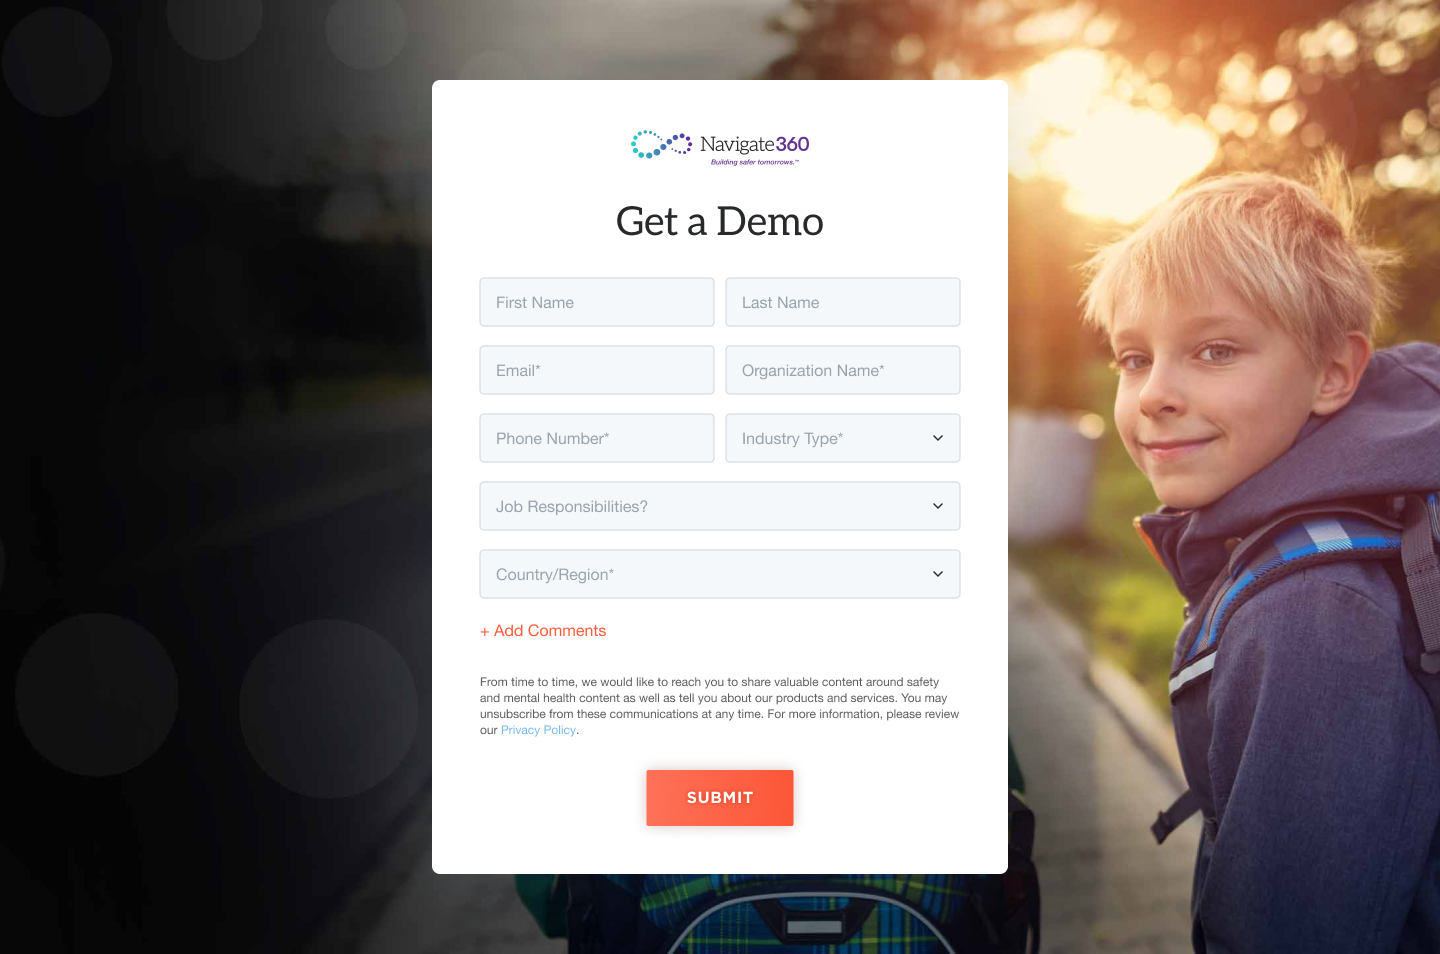 Navigate360
Building safer tomorrows.™
Get a Demo
First Name
Last Name
Email*
Organization Name*
Phone Number*
Industry Type*
Job Responsibilities?
Country/Region*
+ Add Comments
From time to time, we would like to reach you to share valuable content around safety
and mental health content as well as tell you about our products and services. You may
unsubscribe from these communications at any time. For more information, please review
our Privacy Policy.
SUBMIT